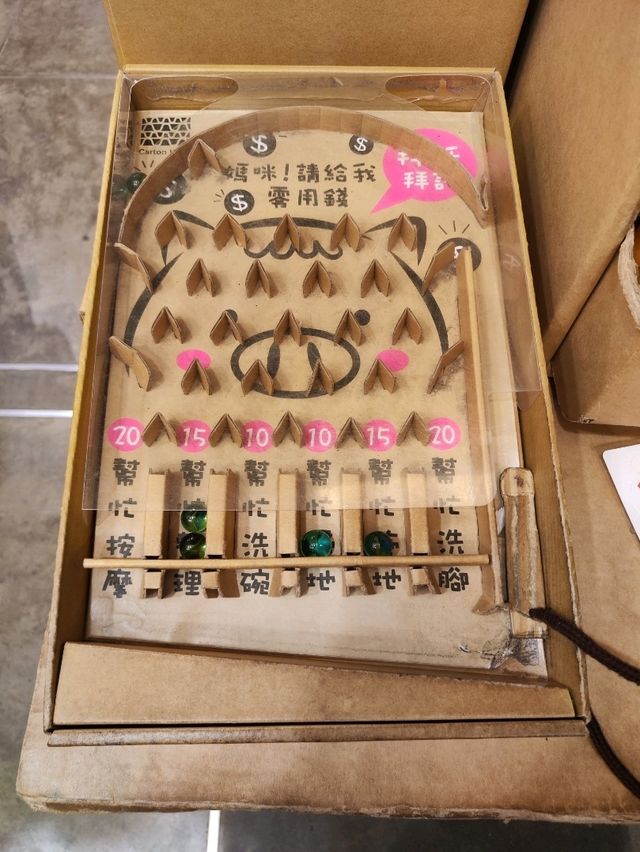 Carton
$
$
$
媽咪!請給我
零用錢
拜
20 15 10 10 15 20
幫忙按摩
幫忙 理
幫忙洗碗
幫忙 地
幫忙 地
幫忙洗腳